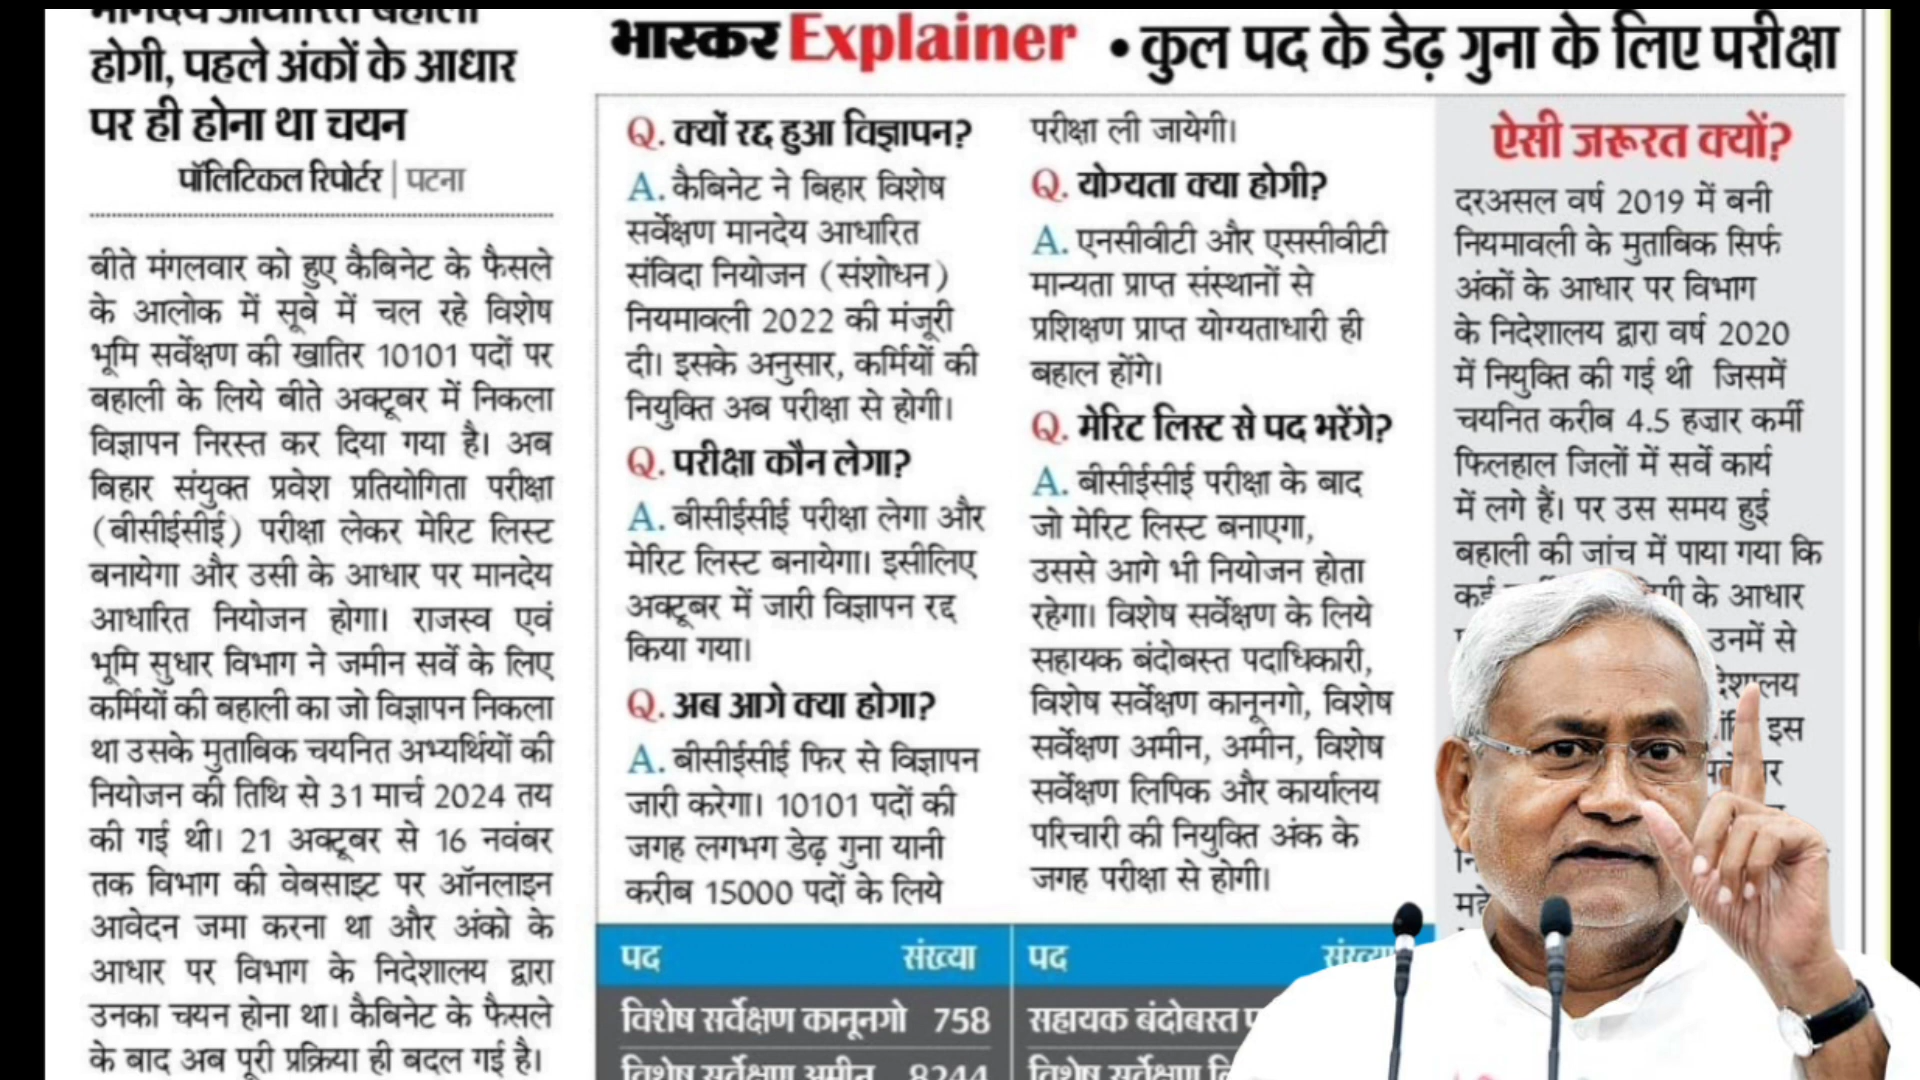 होगी, पहले अंकों के आधार
पर ही होना था चयन
पॉलिटिकल रिपोर्टर | पटना
बीते मंगलवार को हुए कैबिनेट के फैसले
के आलोक में सूबे में चल रहे विशेष
भूमि सर्वेक्षण की खातिर 10101 पदों पर
बहाली के लिये बीते अक्टूबर में निकला
विज्ञापन निरस्त कर दिया गया है। अब
बिहार संयुक्त प्रवेश प्रतियोगिता परीक्षा
(बीसीईसीई) परीक्षा लेकर मेरिट लिस्ट
बनायेगा और उसी के आधार पर मानदेय
आधारित नियोजन होगा। राजस्व एवं
भूमि सुधार विभाग ने जमीन सर्वे के लिए
कर्मियों की बहाली का जो विज्ञापन निकला
था उसके मुताबिक चयनित अभ्यर्थियों की
नियोजन की तिथि से 31 मार्च 2024 तय
की गई थी। 21 अक्टूबर से 16 नवंबर
तक विभाग की वेबसाइट पर ऑनलाइन
आवेदन जमा करना था और अंको के
आधार पर विभाग के निदेशालय द्वारा
उनका चयन होना था। कैबिनेट के फैसले
के बाद अब पूरी प्रक्रिया ही बदल गई है।
भास्कर Explainer • कुल पद के डेढ़ गुना के लिए परीक्षा
Q. क्यों रद्द हुआ विज्ञापन?
A. कैबिनेट ने बिहार विशेष
सर्वेक्षण मानदेय आधारित
संविदा नियोजन (संशोधन)
नियमावली 2022 की मंजूरी
दी। इसके अनुसार, कर्मियों की
नियुक्ति अब परीक्षा से होगी।
Q. परीक्षा कौन लेगा?
A. बीसीईसीई परीक्षा लेगा और
मेरिट लिस्ट बनायेगा। इसीलिए
अक्टूबर में जारी विज्ञापन रद्द
किया गया।
Q. अब आगे क्या होगा?
A. बीसीईसीई फिर से विज्ञापन
जारी करेगा। 10101 पदों की
जगह लगभग डेढ़ गुना यानी
करीब 15000 पदों के लिये
परीक्षा ली जायेगी।
Q. योग्यता क्या होगी?
A. एनसीवीटी और एससीवीटी
मान्यता प्राप्त संस्थानों से
प्रशिक्षण प्राप्त योग्यताधारी ही
बहाल होंगे।
Q. मेरिट लिस्ट से पद भरेंगे?
A. बीसीईसीई परीक्षा के बाद
जो मेरिट लिस्ट बनाएगा,
उससे आगे भी नियोजन होता
रहेगा। विशेष सर्वेक्षण के लिये
सहायक बंदोबस्त पदाधिकारी,
विशेष सर्वेक्षण कानूनगो, विशेष
सर्वेक्षण अमीन, अमीन, विशेष
सर्वेक्षण लिपिक और कार्यालय
परिचारी की नियुक्ति अंक के
जगह परीक्षा से होगी।
ऐसी जरूरत क्यों?
दरअसल वर्ष 2019 में बनी
नियमावली के मुताबिक सिर्फ
अंकों के आधार पर विभाग
के निदेशालय द्वारा वर्ष 2020
में नियुक्ति की गई थी जिसमें
चयनित करीब 4.5 हजार कर्मी
फिलहाल जिलों में सर्वे कार्य
में लगे हैं। पर उस समय हुई
बहाली की जांच में पाया गया कि
के आधार
उनमें से
इस
पद संख्या पद
विशेष सर्वेक्षण कानूनगो 758 सहायक बंदोबस्त
विशेष सर्वेक्षण अमीन 8244 विशेष सर्वेक्षण